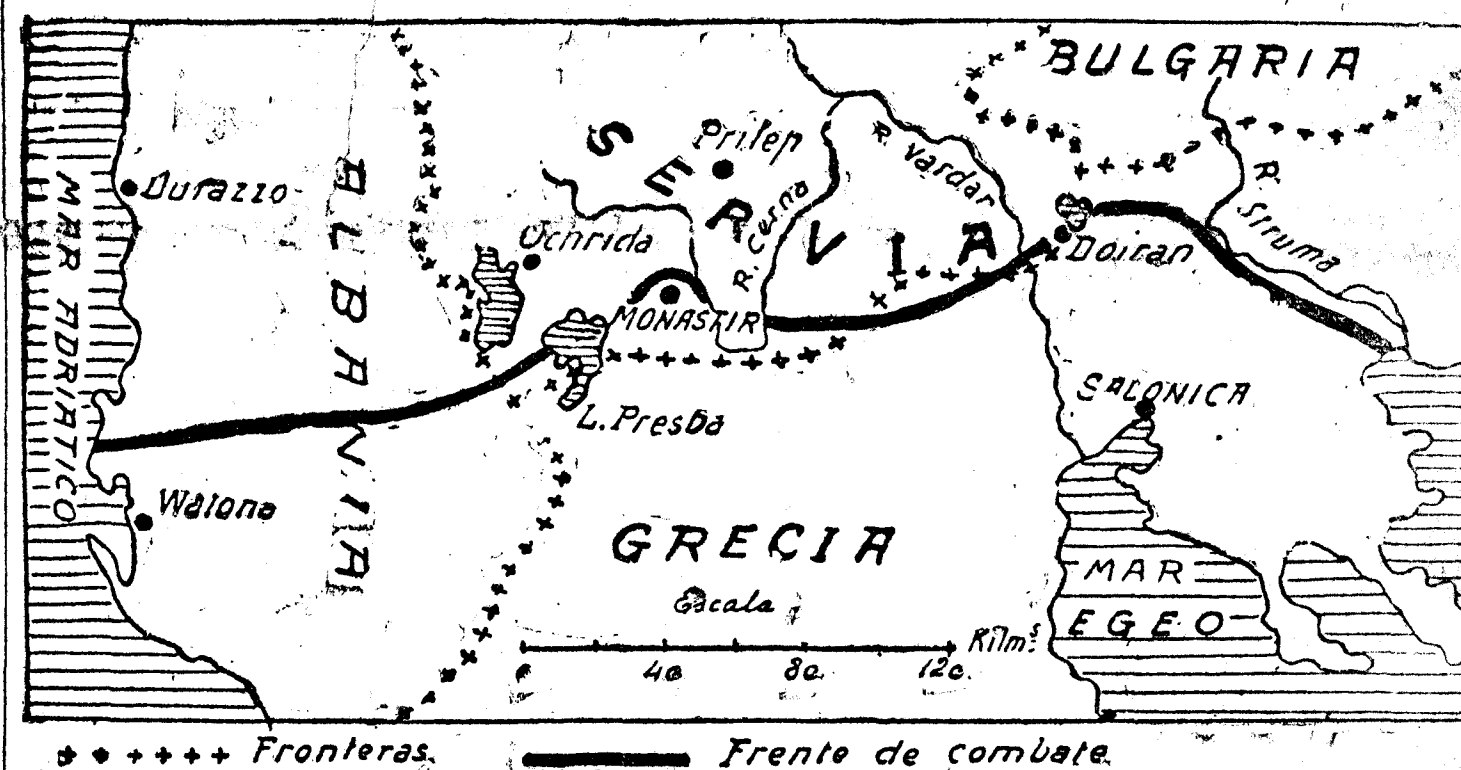 BULGARIA
SERVIA
Prilep
R. Vardar
R. Cerna
R. Struma
Durazzo
Ochrida
Doiran
MAR ADRIATICO
ALBANIA
MONASTIR
L. Presba
SALONICA
Walona
GRECIA
MAR
EGEO
Escala
Kilms.
40 80 120.
Fronteras.
Frente de combate